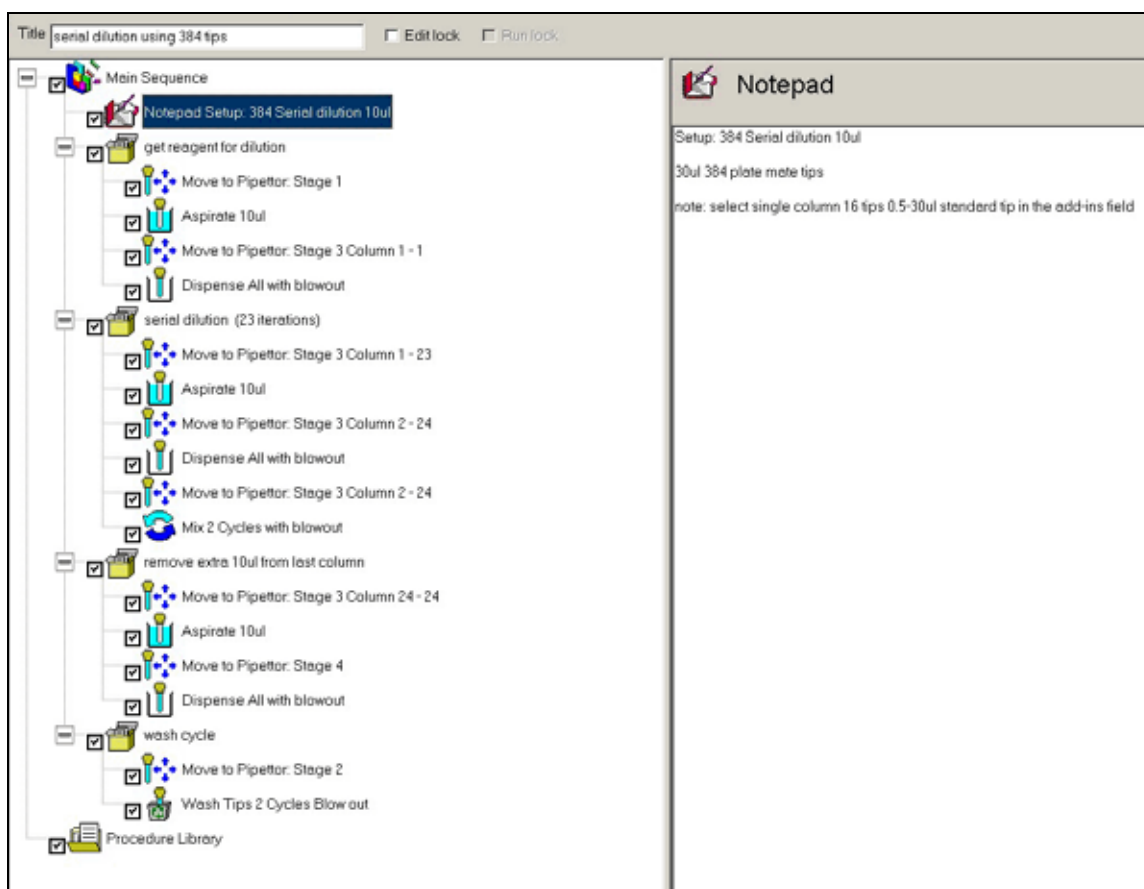 Title serial dilution using 384 tips Edit lock Run lock
Main Sequence
Notepad Setup: 384 Serial dilution 10ul
get reagent for dilution
Move to Pipettor: Stage 1
Aspirate 10ul
Move to Pipettor: Stage 3 Column 1 - 1
Dispense All with blowout
serial dilution (23 iterations)
Move to Pipettor: Stage 3 Column 1 - 23
Aspirate 10ul
Move to Pipettor: Stage 3 Column 2 - 24
Dispense All with blowout
Move to Pipettor: Stage 3 Column 2 - 24
Mix 2 Cycles with blowout
remove extra 10ul from last column
Move to Pipettor: Stage 3 Column 24 - 24
Aspirate 10ul
Move to Pipettor: Stage 4
Dispense All with blowout
wash cycle
Move to Pipettor: Stage 2
Wash Tips 2 Cycles Blow out
Procedure Library
Notepad
Setup: 384 Serial dilution 10ul
30ul 384 plate mate tips
note: select single column 16 tips 0.5-30ul standard tip in the add-ins field